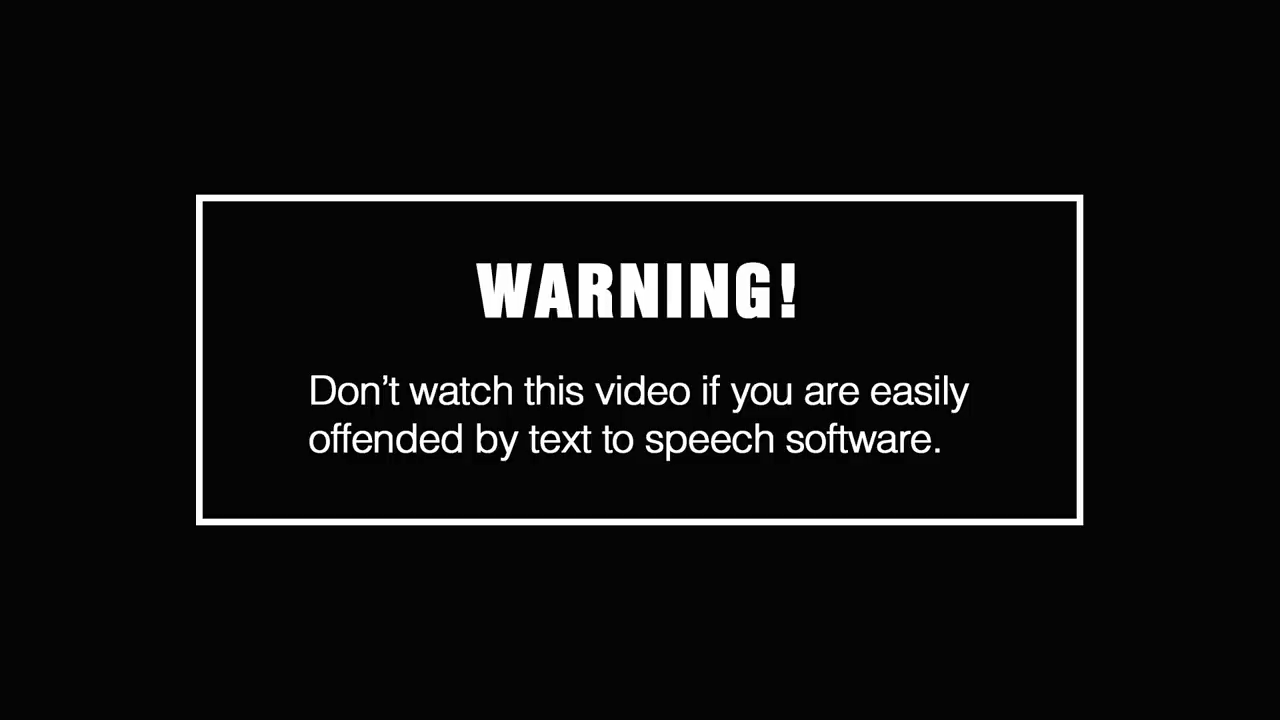 WARNING!
Don’t watch this video if you are easily
offended by text to speech software.